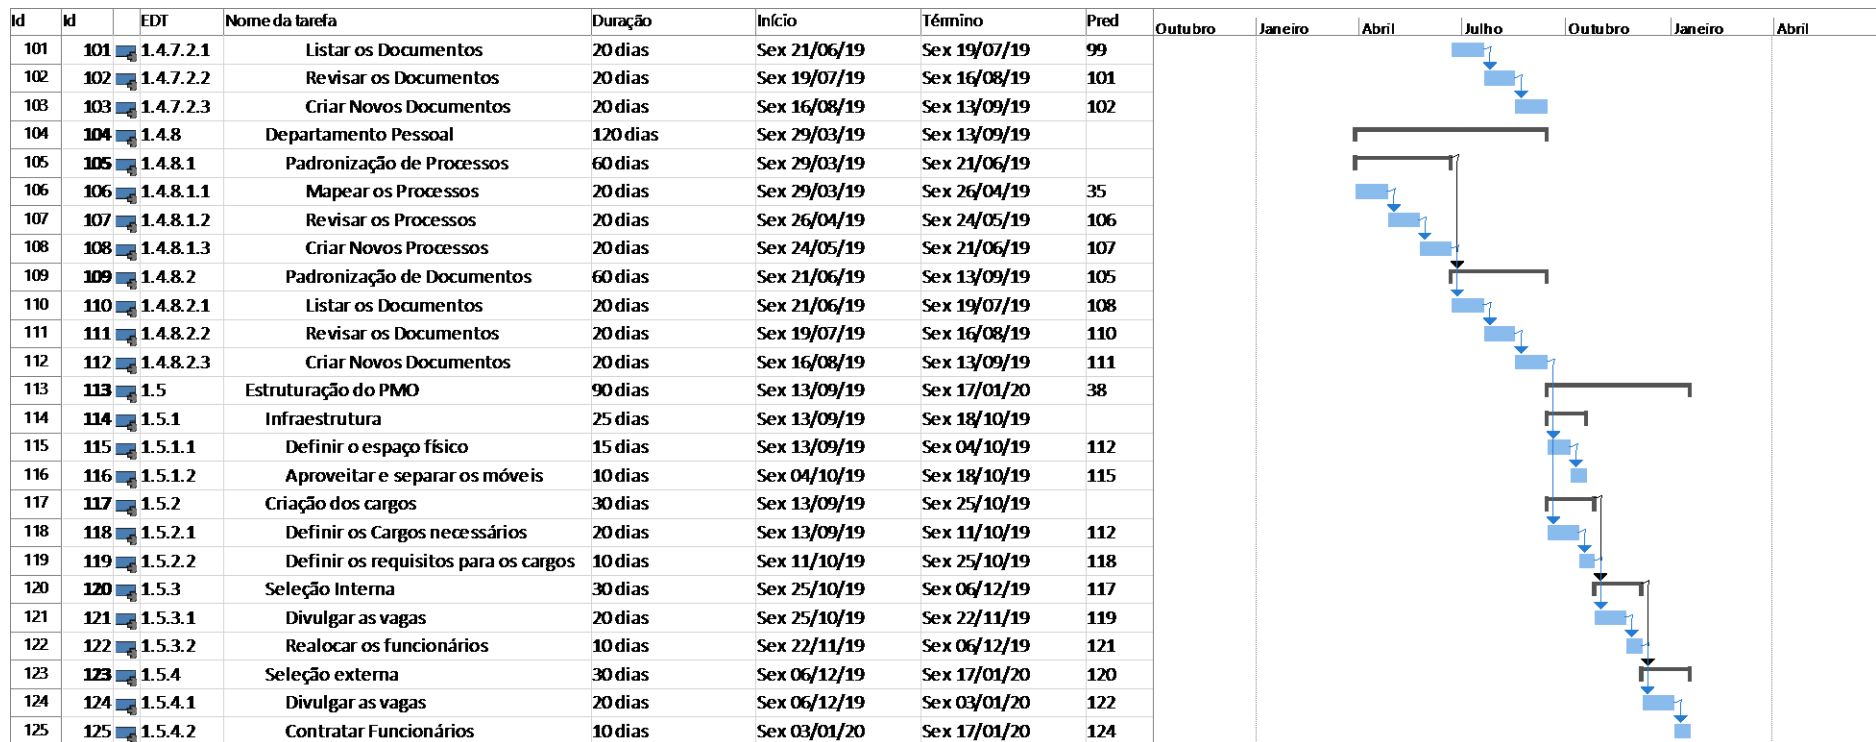 Id Id EDT Nome da tarefa Duração Início Término Pred Outubro Janeiro Abril Julho Outubro Janeiro Abril
101 101 1.4.7.2.1 Listar os Documentos 20 dias Sex 21/06/19 Sex 19/07/19 99
102 102 1.4.7.2.2 Revisar os Documentos 20 dias Sex 19/07/19 Sex 16/08/19 101
103 103 1.4.7.2.3 Criar Novos Documentos 20 dias Sex 16/08/19 Sex 13/09/19 102
104 104 1.4.8 Departamento Pessoal 120 dias Sex 29/03/19 Sex 13/09/19
105 105 1.4.8.1 Padronização de Processos 60 dias Sex 29/03/19 Sex 21/06/19
106 106 1.4.8.1.1 Mapear os Processos 20 dias Sex 29/03/19 Sex 26/04/19 35
107 107 1.4.8.1.2 Revisar os Processos 20 dias Sex 26/04/19 Sex 24/05/19 106
108 108 1.4.8.1.3 Criar Novos Processos 20 dias Sex 24/05/19 Sex 21/06/19 107
109 109 1.4.8.2 Padronização de Documentos 60 dias Sex 21/06/19 Sex 13/09/19 105
110 110 1.4.8.2.1 Listar os Documentos 20 dias Sex 21/06/19 Sex 19/07/19 108
111 111 1.4.8.2.2 Revisar os Documentos 20 dias Sex 19/07/19 Sex 16/08/19 110
112 112 1.4.8.2.3 Criar Novos Documentos 20 dias Sex 16/08/19 Sex 13/09/19 111
113 113 1.5 Estruturação do PMO 90 dias Sex 13/09/19 Sex 17/01/20 38
114 114 1.5.1 Infraestrutura 25 dias Sex 13/09/19 Sex 18/10/19
115 115 1.5.1.1 Definir o espaço físico 15 dias Sex 13/09/19 Sex 04/10/19 112
116 116 1.5.1.2 Aproveitar e separar os móveis 10 dias Sex 04/10/19 Sex 18/10/19 115
117 117 1.5.2 Criação dos cargos 30 dias Sex 13/09/19 Sex 25/10/19
118 118 1.5.2.1 Definir os Cargos necessários 20 dias Sex 13/09/19 Sex 11/10/19 112
119 119 1.5.2.2 Definir os requisitos para os cargos 10 dias Sex 11/10/19 Sex 25/10/19 118
120 120 1.5.3 Seleção Interna 30 dias Sex 25/10/19 Sex 06/12/19 117
121 121 1.5.3.1 Divulgar as vagas 20 dias Sex 25/10/19 Sex 22/11/19 119
122 122 1.5.3.2 Realocar os funcionários 10 dias Sex 22/11/19 Sex 06/12/19 121
123 123 1.5.4 Seleção externa 30 dias Sex 06/12/19 Sex 17/01/20 120
124 124 1.5.4.1 Divulgar as vagas 20 dias Sex 06/12/19 Sex 03/01/20 122
125 125 1.5.4.2 Contratar Funcionários 10 dias Sex 03/01/20 Sex 17/01/20 124